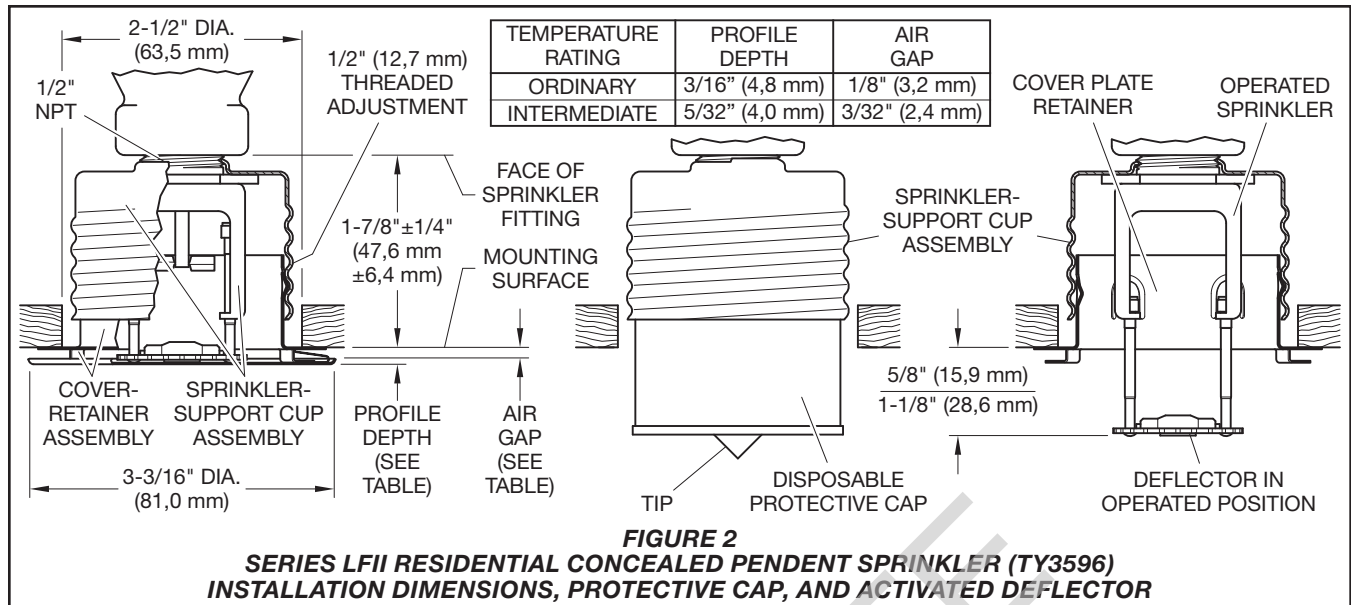 2-1/2" DIA.
(63,5 mm)
1/2"
NPT
1/2" (12,7 mm)
THREADED
ADJUSTMENT
TEMPERATURE RATING PROFILE DEPTH AIR GAP
ORDINARY 3/16” (4,8 mm) 1/8" (3,2 mm)
INTERMEDIATE 5/32” (4,0 mm) 3/32" (2,4 mm)
COVER PLATE
RETAINER
OPERATED
SPRINKLER
FACE OF
SPRINKLER
FITTING
1-7/8"±1/4"
(47,6 mm
±6,4 mm)
MOUNTING
SURFACE
SPRINKLER-
SUPPORT CUP
ASSEMBLY
COVER-
RETAINER
ASSEMBLY
SPRINKLER-
SUPPORT CUP
ASSEMBLY
PROFILE
DEPTH
(SEE
TABLE)
AIR
GAP
(SEE
TABLE)
3-3/16" DIA.
(81,0 mm)
TIP
DISPOSABLE
PROTECTIVE CAP
5/8" (15,9 mm)
1-1/8" (28,6 mm)
DEFLECTOR IN
OPERATED POSITION
FIGURE 2
SERIES LFII RESIDENTIAL CONCEALED PENDENT SPRINKLER (TY3596)
INSTALLATION DIMENSIONS, PROTECTIVE CAP, AND ACTIVATED DEFLECTOR